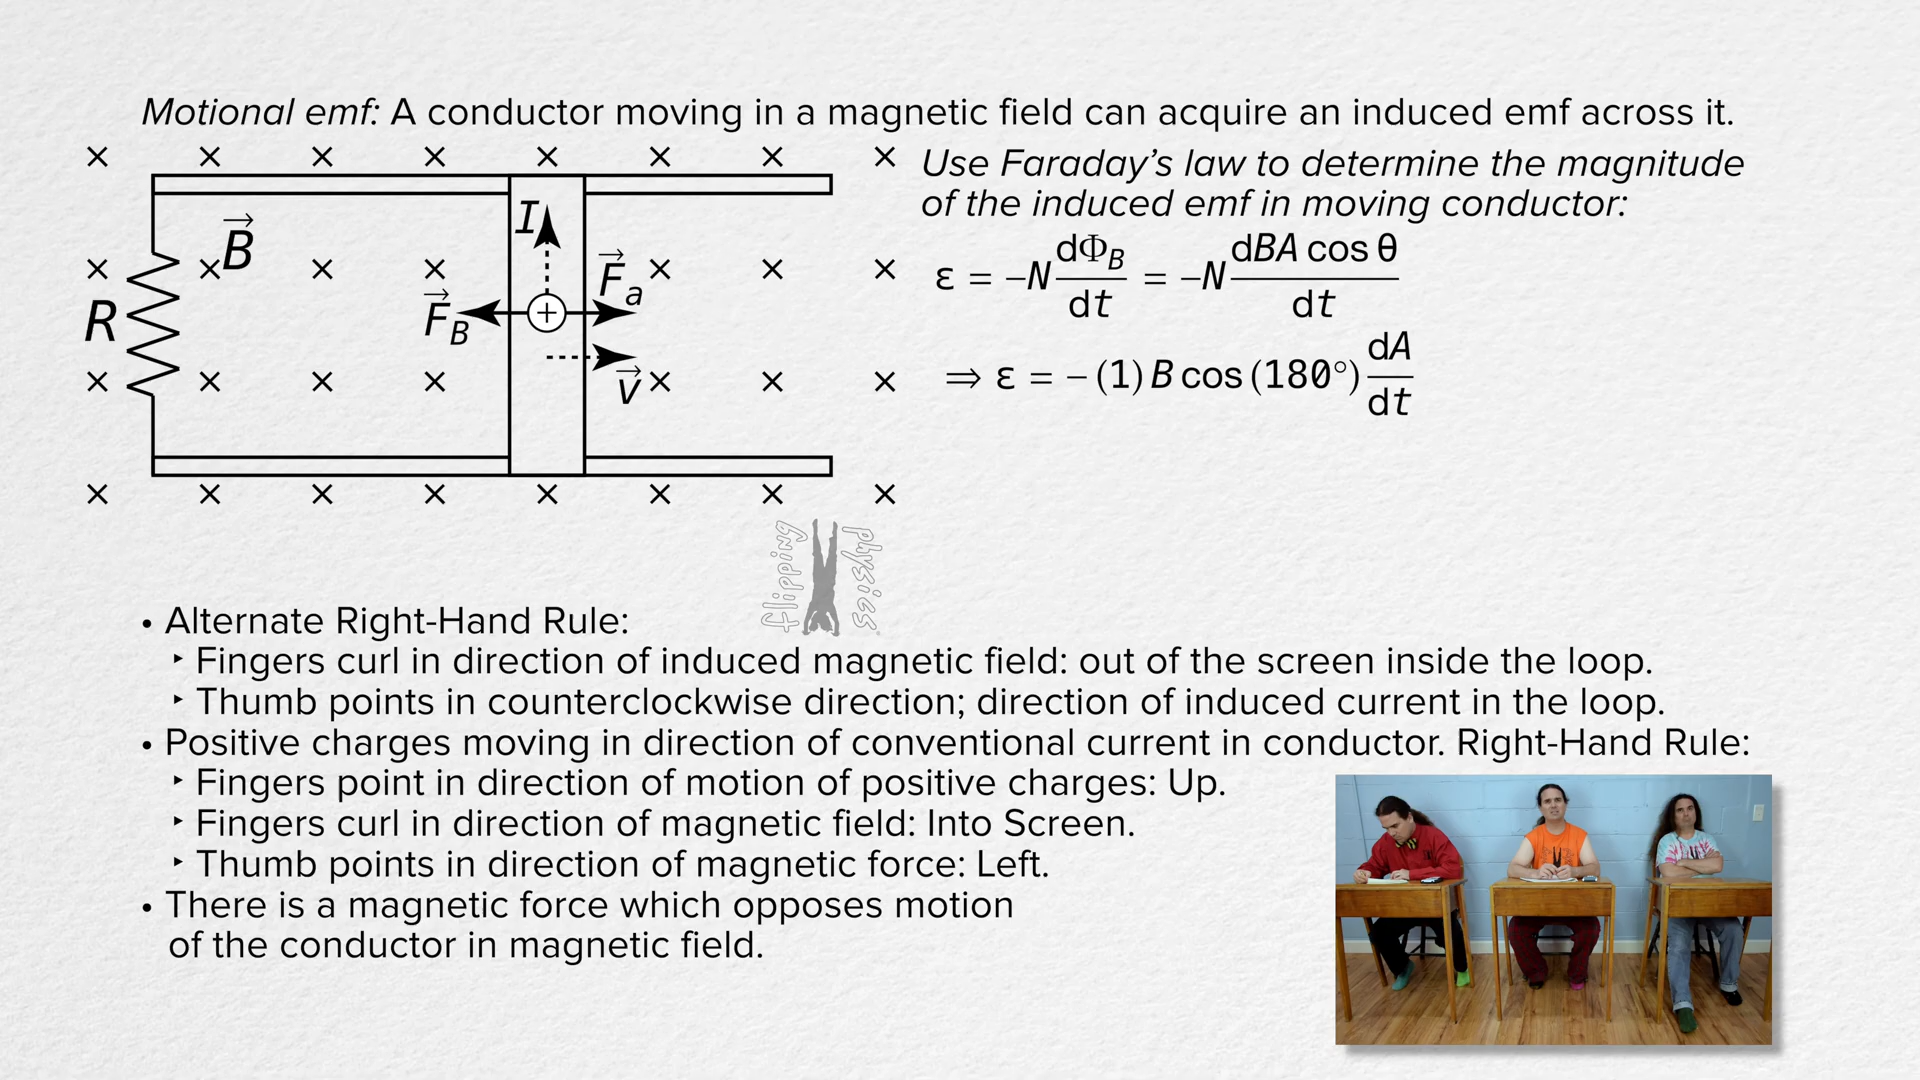 Motional emf: A conductor moving in a magnetic field can acquire an induced emf across it.
× × × × × × × ×
Use Faraday's law to determine the magnitude
of the induced emf in moving conductor:
I
B⃗
F⃗ₐ
× × × × × × ×
ε = −N dΦ_B/dt = −N dBA cos θ/dt
R
F⃗_B
+
v⃗
× × × × × × ×
⇒ ε = −(1) B cos (180°) dA/dt
× × × × × × × ×
flipping physics
• Alternate Right-Hand Rule:
‣ Fingers curl in direction of induced magnetic field: out of the screen inside the loop.
‣ Thumb points in counterclockwise direction; direction of induced current in the loop.
• Positive charges moving in direction of conventional current in conductor. Right-Hand Rule:
‣ Fingers point in direction of motion of positive charges: Up.
‣ Fingers curl in direction of magnetic field: Into Screen.
‣ Thumb points in direction of magnetic force: Left.
• There is a magnetic force which opposes motion
of the conductor in magnetic field.